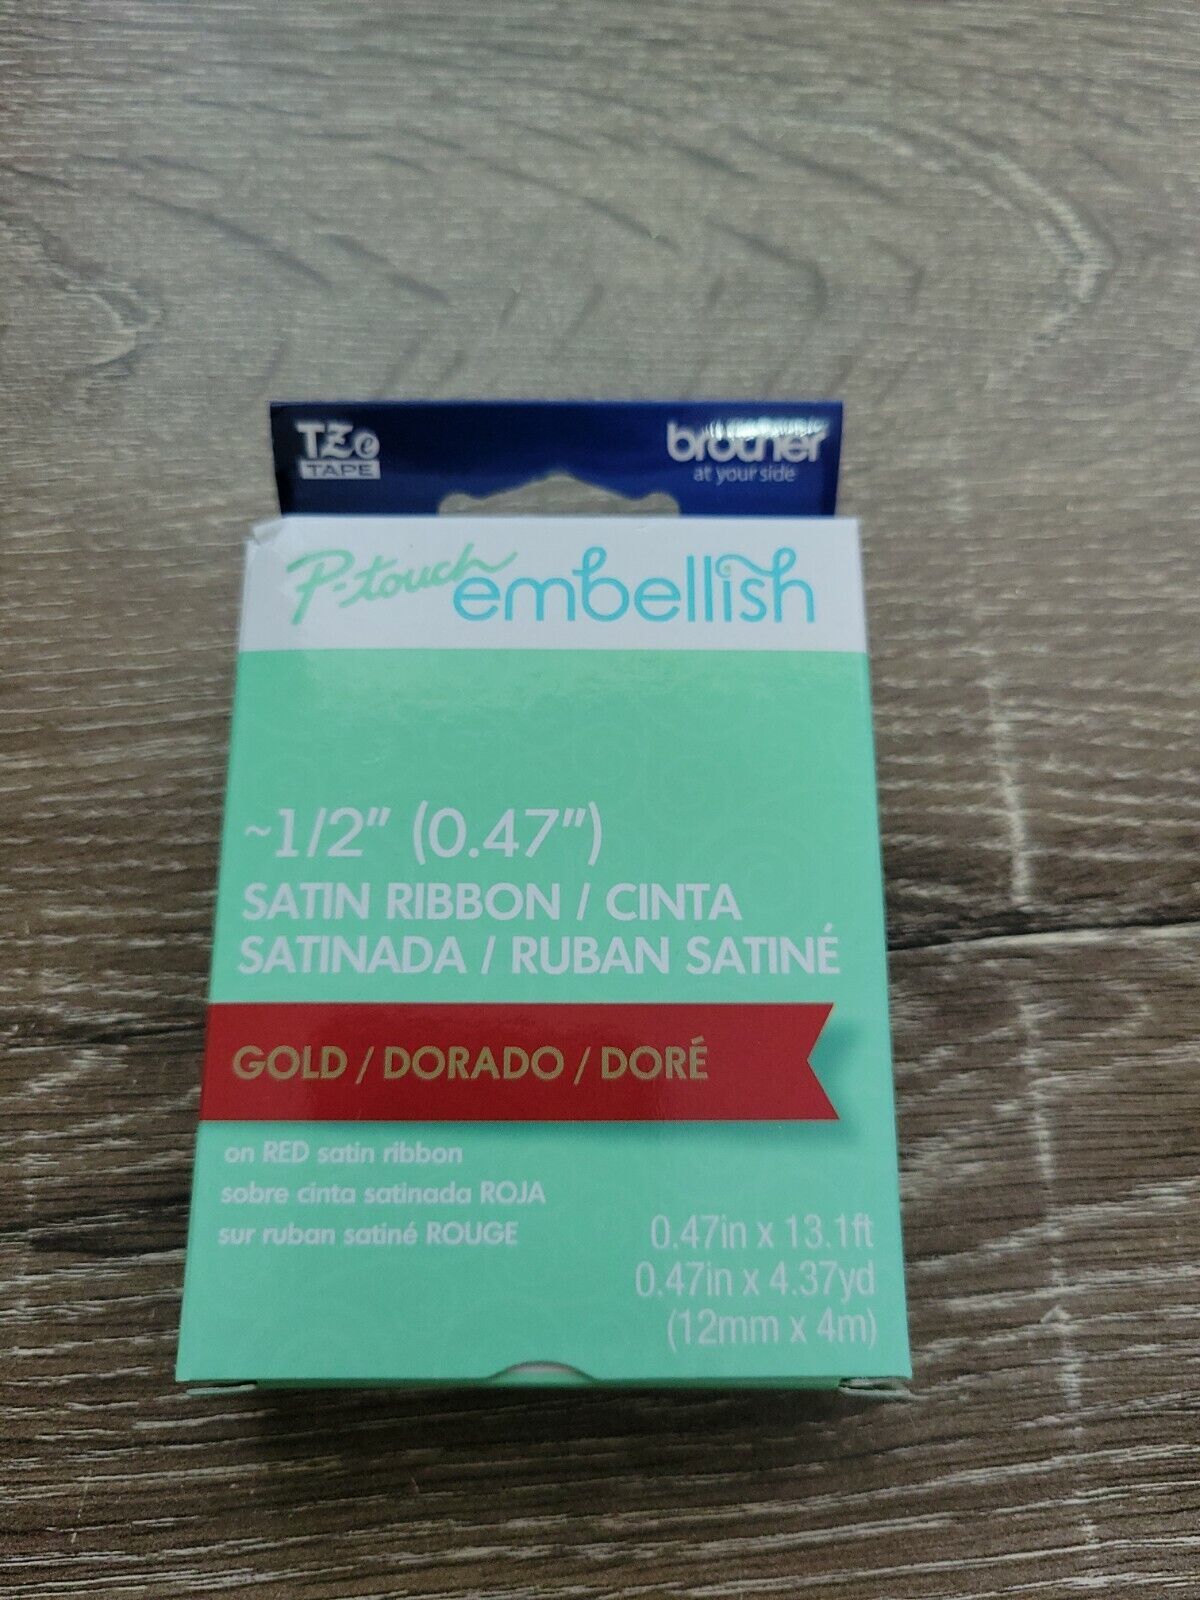 TZe
TAPE
brother
at your side
P-touch embellish
~1/2" (0.47")
SATIN RIBBON / CINTA
SATINADA / RUBAN SATINÉ
GOLD / DORADO / DORÉ
on RED satin ribbon
sobre cinta satinada ROJA
sur ruban satiné ROUGE
0.47in x 13.1ft
0.47in x 4.37yd
(12mm x 4m)